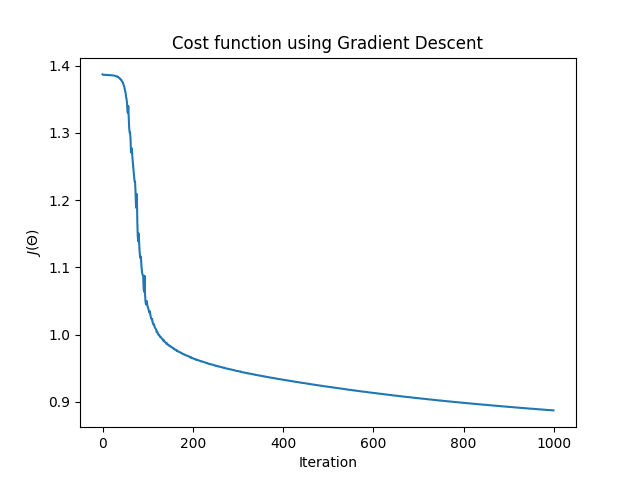 Cost function using Gradient Descent
1.4
1.3
1.2
1.1
1.0
0.9
J(Θ)
0 200 400 600 800 1000
Iteration